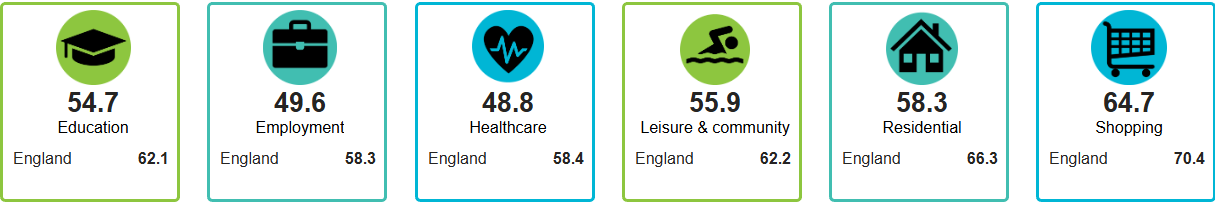 54.7
Education
England 62.1
49.6
Employment
England 58.3
48.8
Healthcare
England 58.4
55.9
Leisure & community
England 62.2
58.3
Residential
England 66.3
64.7
Shopping
England 70.4